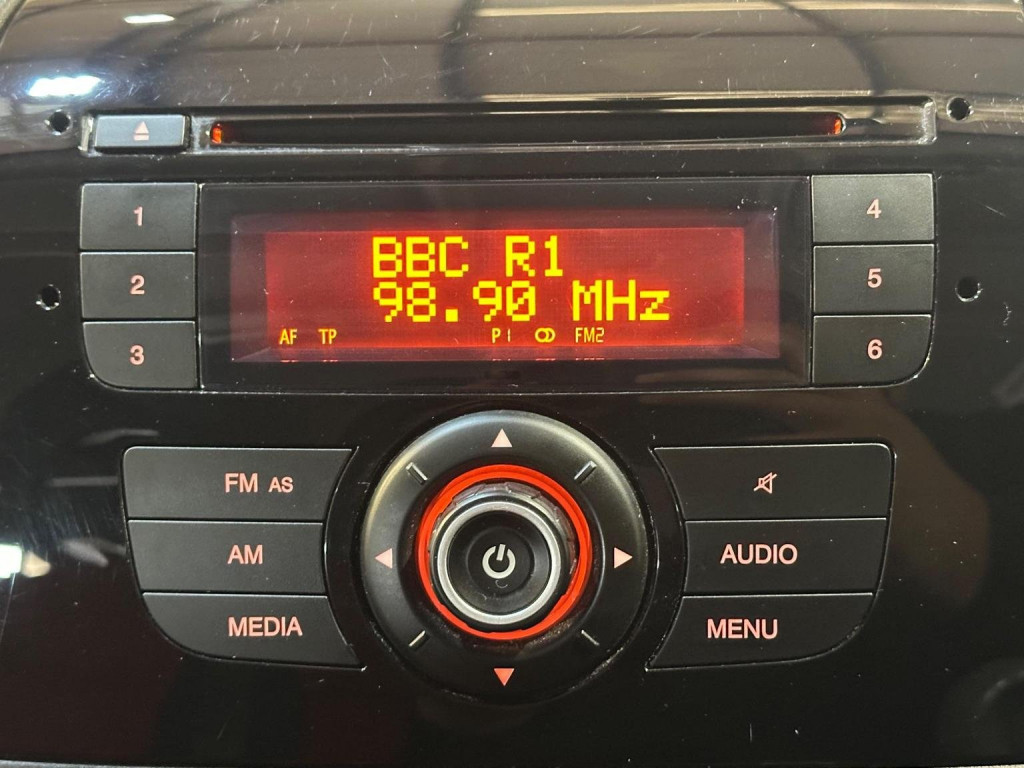 1
2
3
BBC R1
98.90 MHz
AF TP P1 FM2
4
5
6
FM AS
AM
MEDIA
AUDIO
MENU